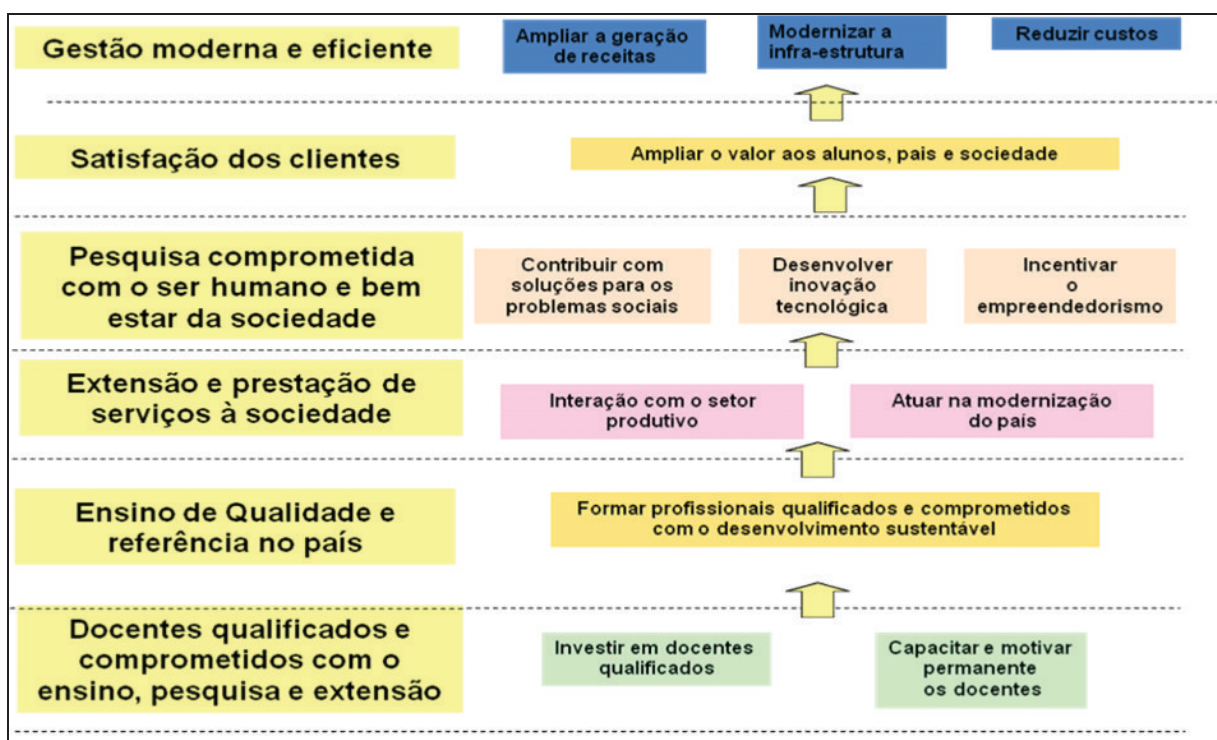 Gestão moderna e eficiente
Ampliar a geração
de receitas
Modernizar a
infra-estrutura
Reduzir custos
Satisfação dos clientes
Ampliar o valor aos alunos, pais e sociedade
Pesquisa comprometida
com o ser humano e bem
estar da sociedade
Contribuir com
soluções para os
problemas sociais
Desenvolver
inovação
tecnológica
Incentivar
o
empreendedorismo
Extensão e prestação de
serviços à sociedade
Interação com o setor
produtivo
Atuar na modernização
do país
Ensino de Qualidade e
referência no país
Formar profissionais qualificados e comprometidos
com o desenvolvimento sustentável
Docentes qualificados e
comprometidos com o
ensino, pesquisa e extensão
Investir em docentes
qualificados
Capacitar e motivar
permanente
os docentes